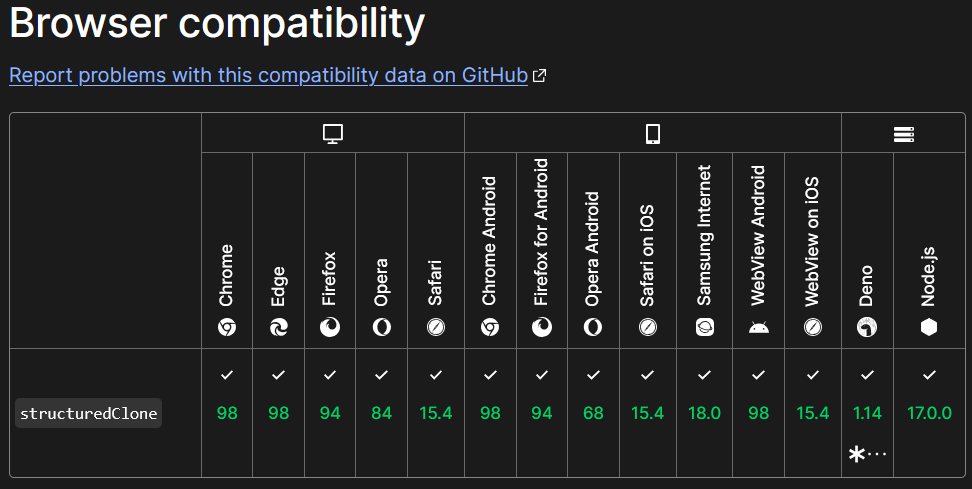 Browser compatibility
Report problems with this compatibility data on GitHub
Chrome
Edge
Firefox
Opera
Safari
Chrome Android
Firefox for Android
Opera Android
Safari on iOS
Samsung Internet
WebView Android
WebView on iOS
Deno
Node.js
structuredClone
98
98
94
84
15.4
98
94
68
15.4
18.0
98
15.4
1.14
17.0.0